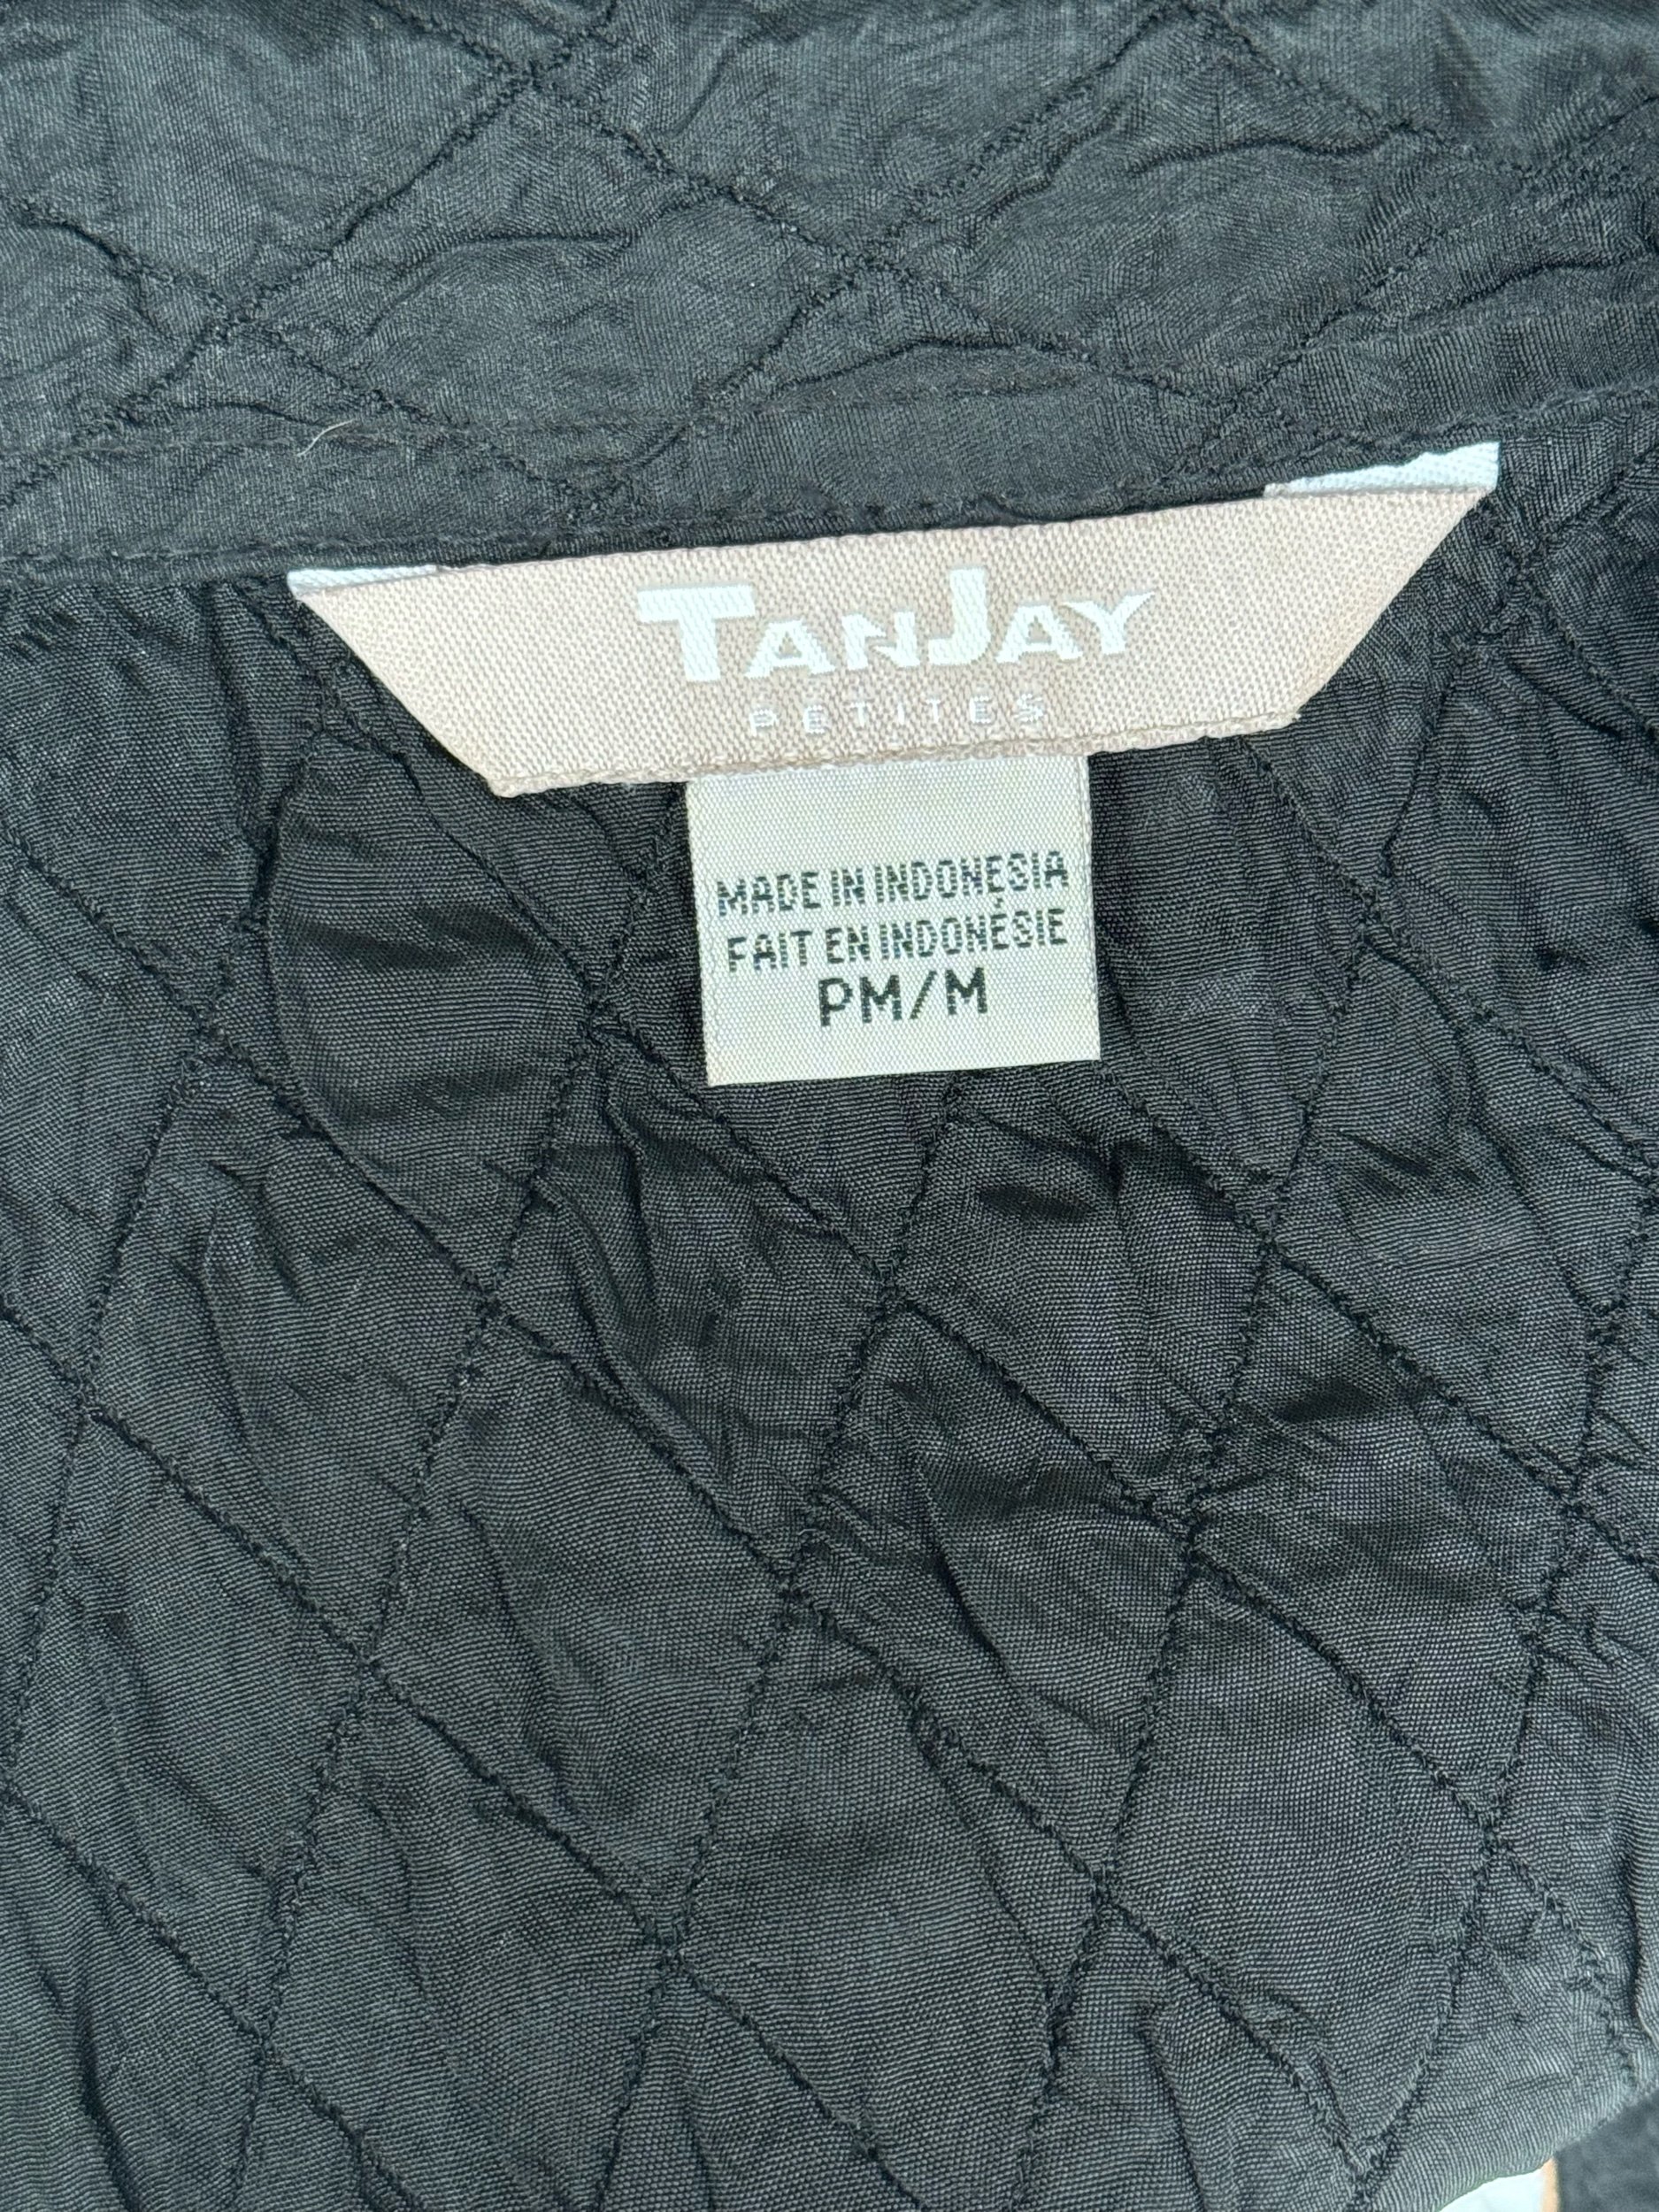 TANJAY
PETITES
MADE IN INDONESIA
FAIT EN INDONÉSIE
PM/M